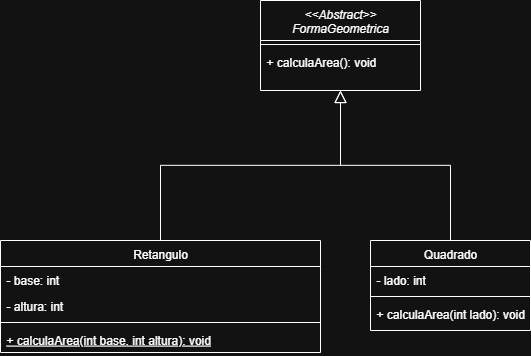 <<Abstract>>
FormaGeometrica
+ calculaArea(): void
Retangulo
- base: int
- altura: int
+ calculaArea(int base, int altura): void
Quadrado
- lado: int
+ calculaArea(int lado): void